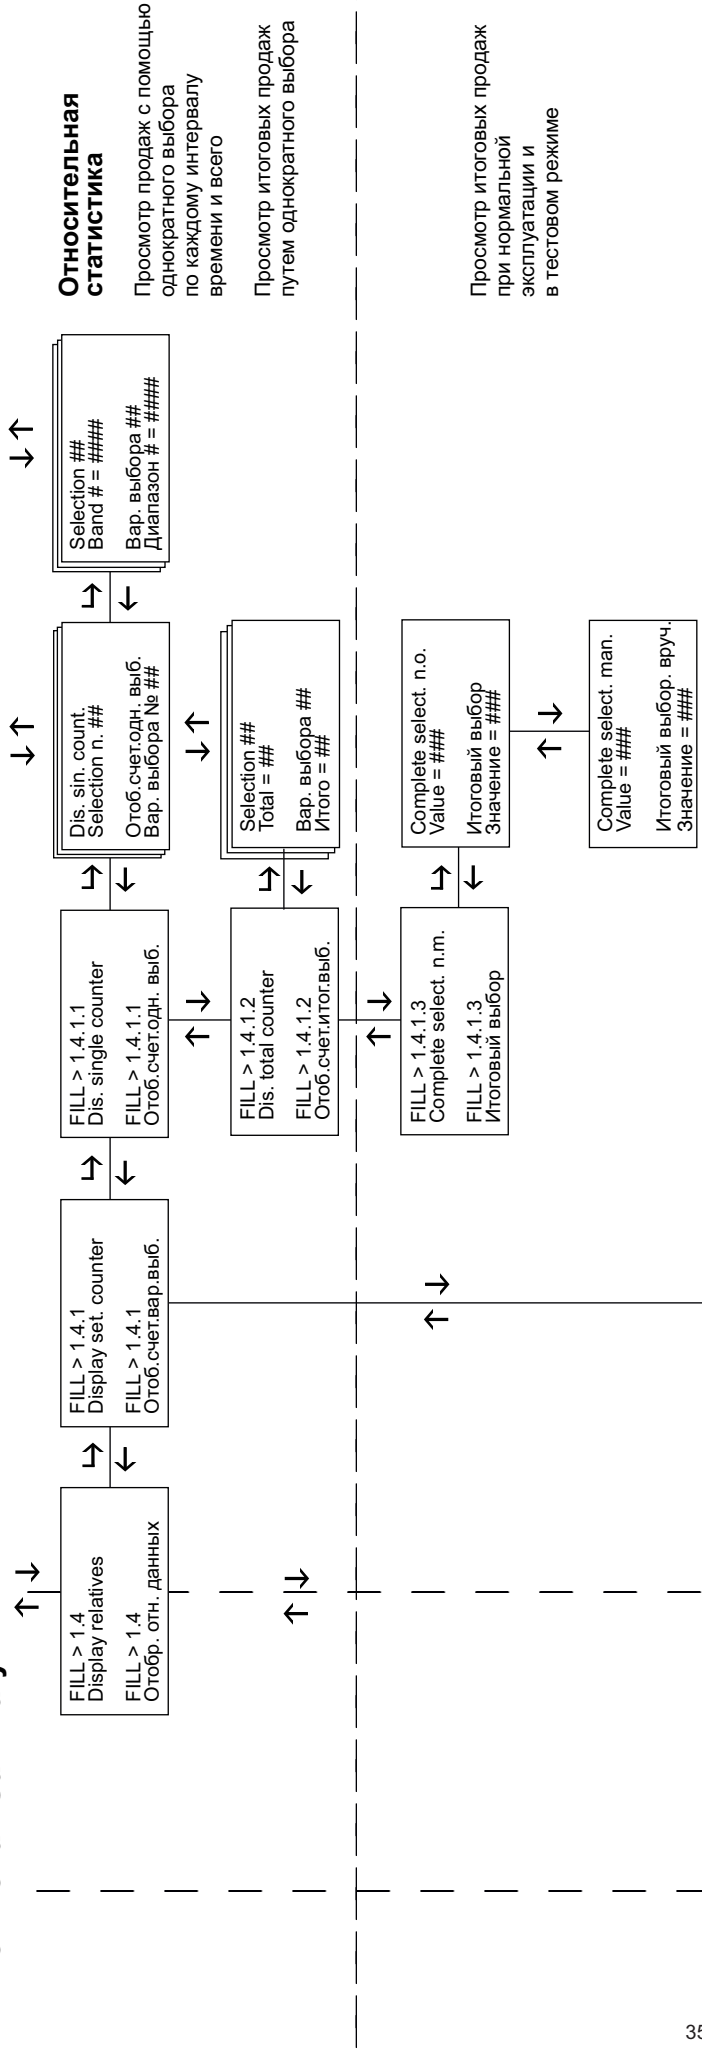 FILL > 1.4
Display relatives
FILL > 1.4
Отобр. отн. данных
FILL > 1.4.1
Display set. counter
FILL > 1.4.1
Отоб.счет.вар.выб.
FILL > 1.4.1.1
Dis. single counter
FILL > 1.4.1.1
Отоб.счет.одн. выб.
Dis. sin. count.
Selection n. ##
Отоб.счет.одн. выб.
Вар. выбора № ##
Selection ##
Band # = ####
Вар. выбора ##
Диапазон # = ####
Относительная
статистика
Просмотр продаж с помощью
однократного выбора
по каждому интервалу
времени и всего
FILL > 1.4.1.2
Dis. total counter
FILL > 1.4.1.2
Отоб.счет.итог.выб.
Selection ##
Total = ##
Вар. выбора ##
Итого = ##
Просмотр итоговых продаж
путем однократного выбора
FILL > 1.4.1.3
Complete select. n.m.
FILL > 1.4.1.3
Итоговый выбор
Complete select. n.o.
Value = ###
Итоговый выбор
Значение = ###
Просмотр итоговых продаж
при нормальной
эксплуатации и
в тестовом режиме
Complete select. man.
Value = ###
Итоговый выбор. вруч.
Значение = ###
35